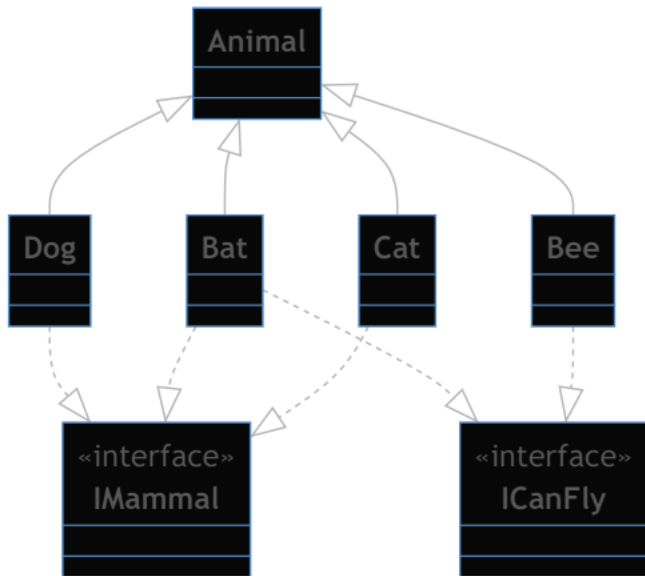 Animal
Dog
Bat
Cat
Bee
«interface»
IMammal
«interface»
ICanFly